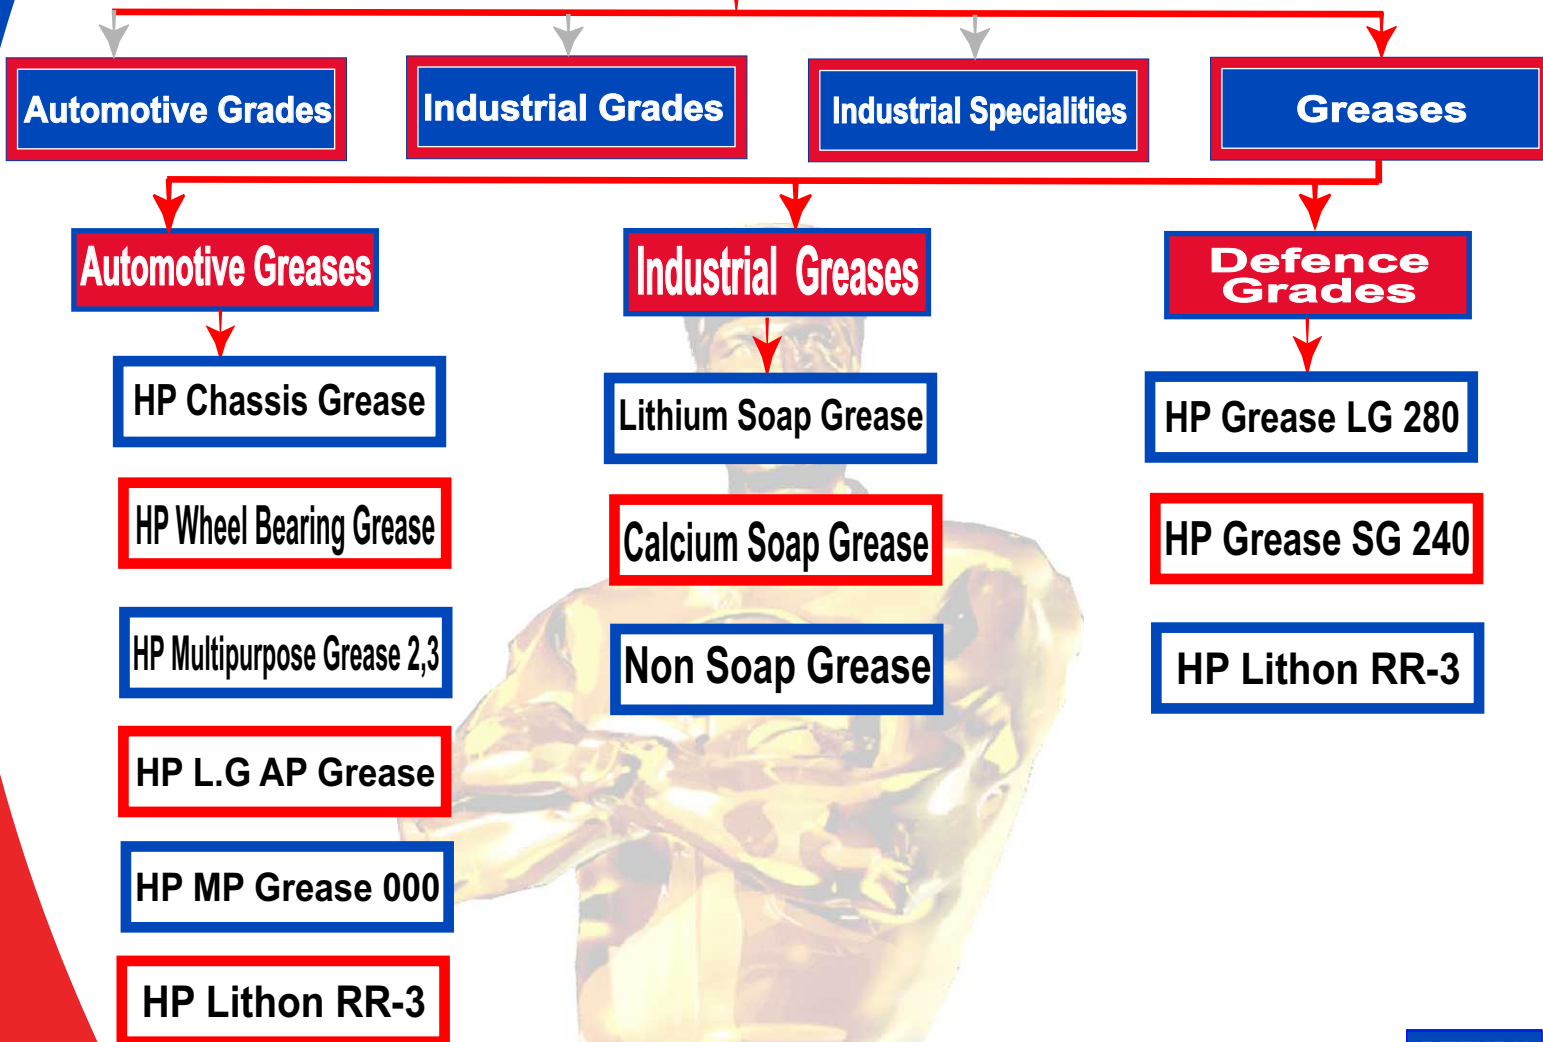 Automotive Grades
Industrial Grades
Industrial Specialities
Greases
Automotive Greases
Industrial Greases
Defence
Grades
HP Chassis Grease
HP Wheel Bearing Grease
HP Multipurpose Grease 2,3
HP L.G AP Grease
HP MP Grease 000
HP Lithon RR-3
Lithium Soap Grease
Calcium Soap Grease
Non Soap Grease
HP Grease LG 280
HP Grease SG 240
HP Lithon RR-3